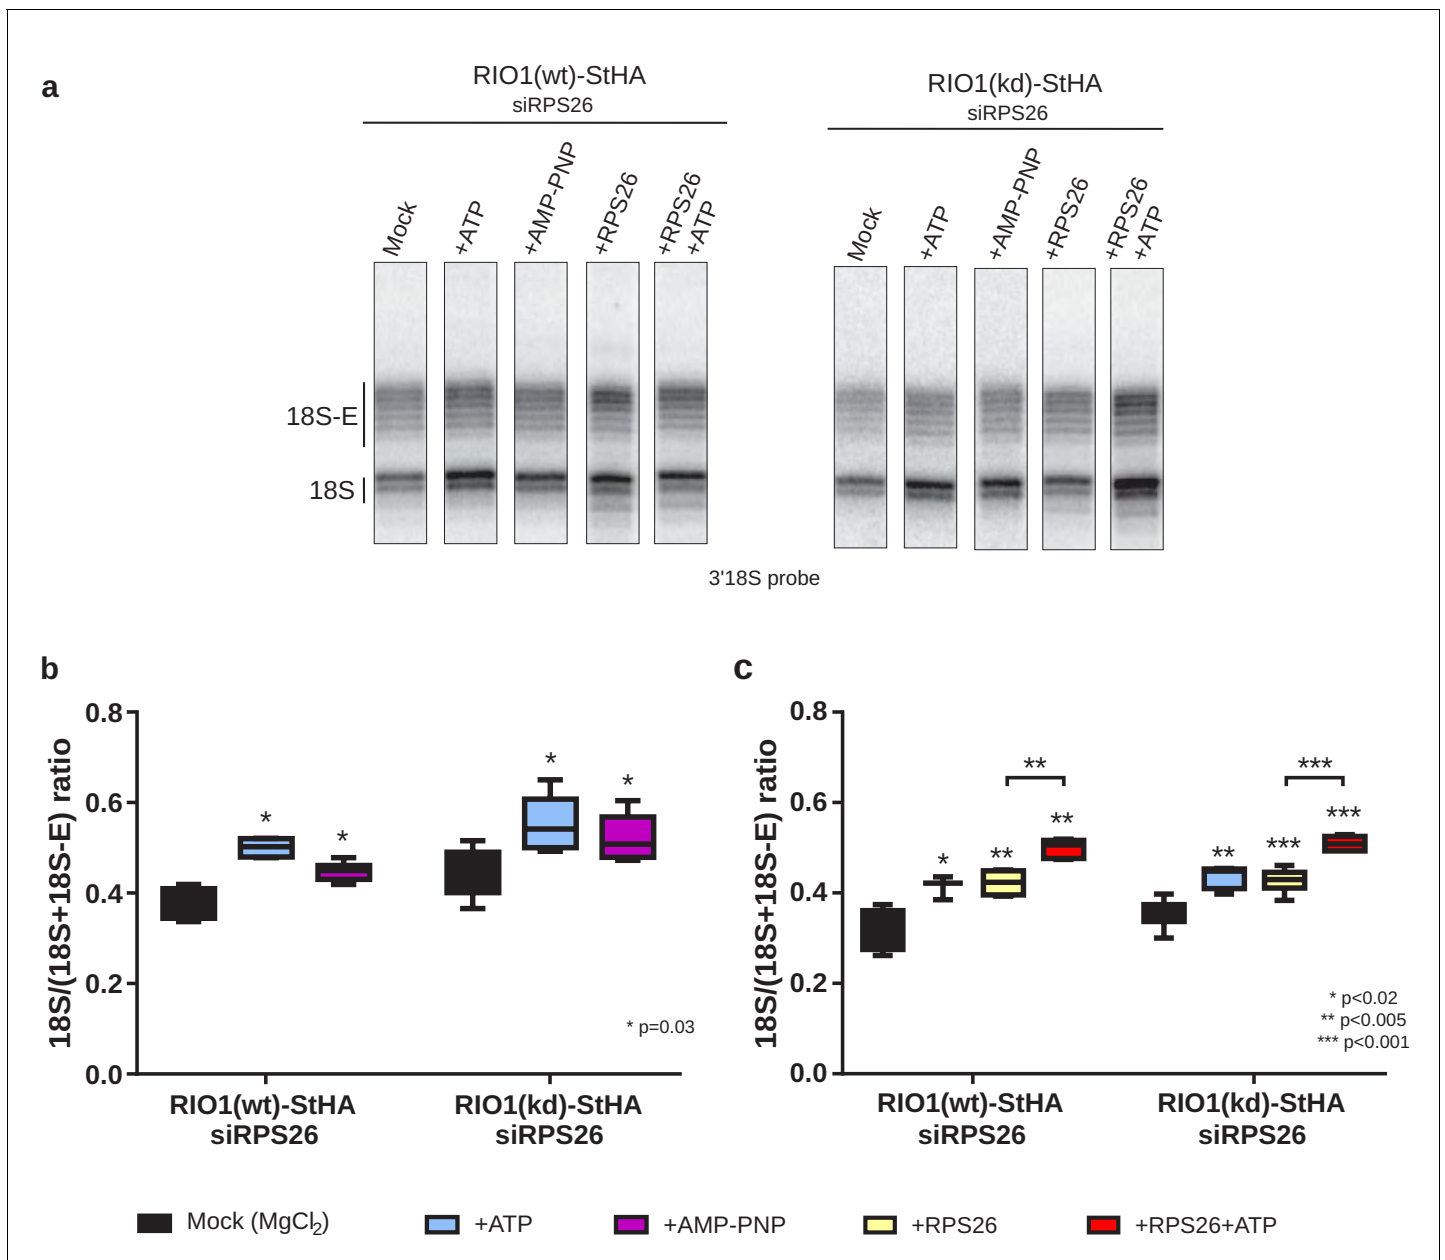 a
RIO1(wt)-StHA
siRPS26
RIO1(kd)-StHA
siRPS26
Mock
+ATP
+AMP-PNP
+RPS26
+RPS26
+ATP
Mock
+ATP
+AMP-PNP
+RPS26
+RPS26
+ATP
18S-E
18S
3'18S probe
b
18S/(18S+18S-E) ratio
0.8
0.6
0.4
0.2
0.0
*
*
*
*
* p=0.03
RIO1(wt)-StHA
siRPS26
RIO1(kd)-StHA
siRPS26
c
18S/(18S+18S-E) ratio
0.8
0.6
0.4
0.2
0.0
**
*
**
**
***
**
***
***
* p<0.02
** p<0.005
*** p<0.001
RIO1(wt)-StHA
siRPS26
RIO1(kd)-StHA
siRPS26
Mock (MgCl2)
+ATP
+AMP-PNP
+RPS26
+RPS26+ATP